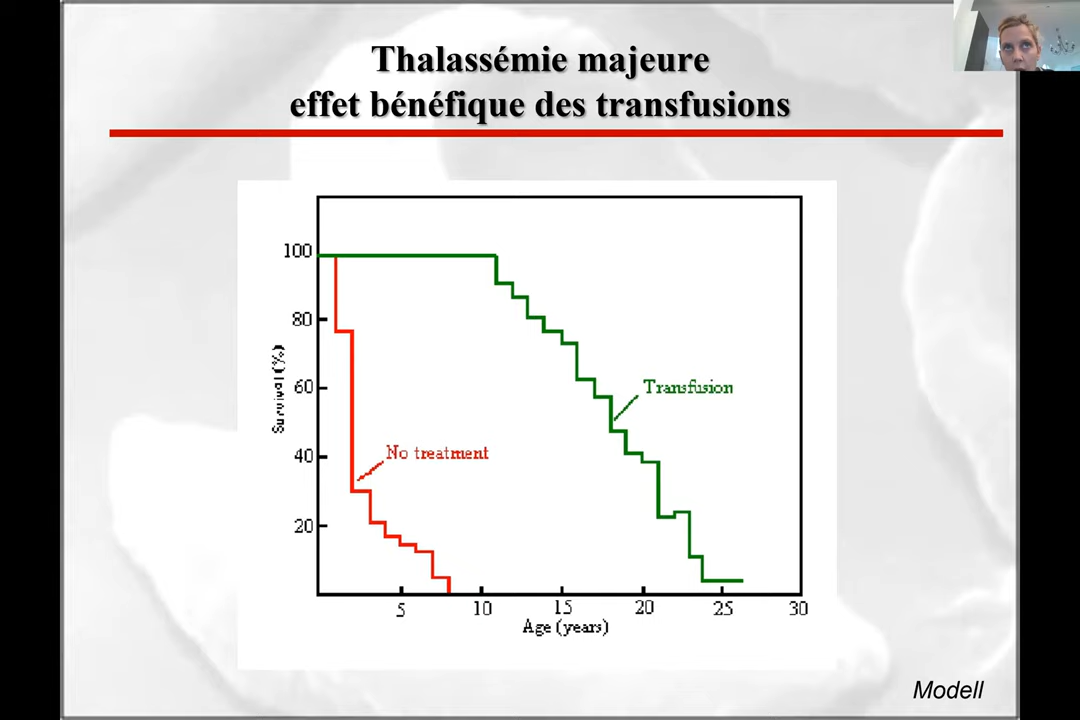 Thalassémie majeure
effet bénéfique des transfusions
100
80
60
40
20
Survival (%)
Transfusion
No treatment
5 10 15 20 25 30
Age (years)
Modell